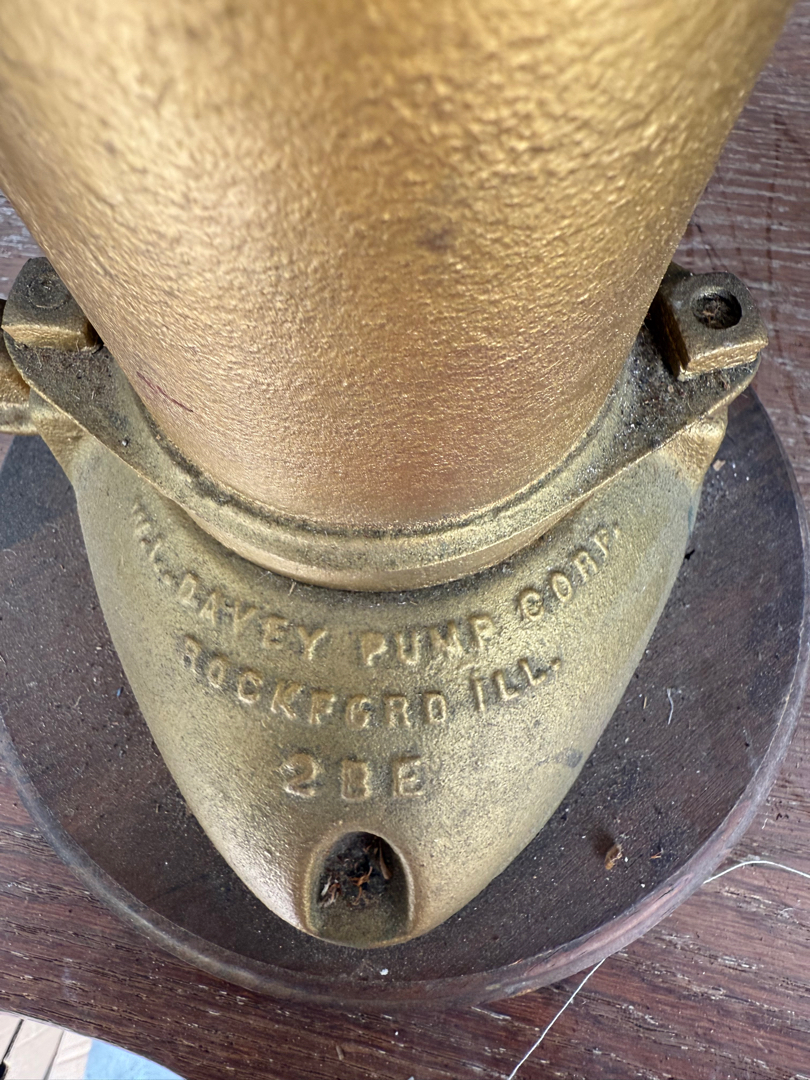 W.L. DAVEY PUMP CORP.
ROCKFORD ILL.
2BE